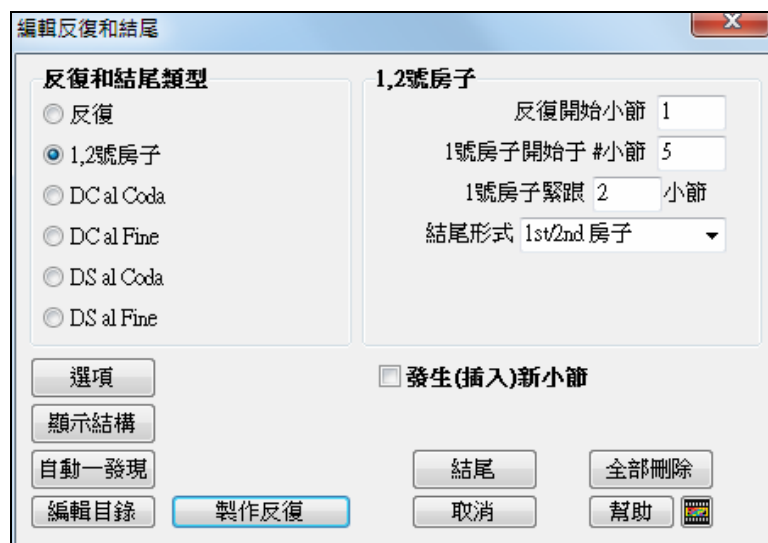 編輯反復和結尾
反復和結尾類型
反復
1,2號房子
DC al Coda
DC al Fine
DS al Coda
DS al Fine
1,2號房子
反復開始小節 1
1號房子開始于 #小節 5
1號房子緊跟 2 小節
結尾形式 1st/2nd 房子
發生(插入)新小節
選項
顯示結構
自動一發現
編輯目錄 製作反復
結尾 全部刪除
取消 幫助